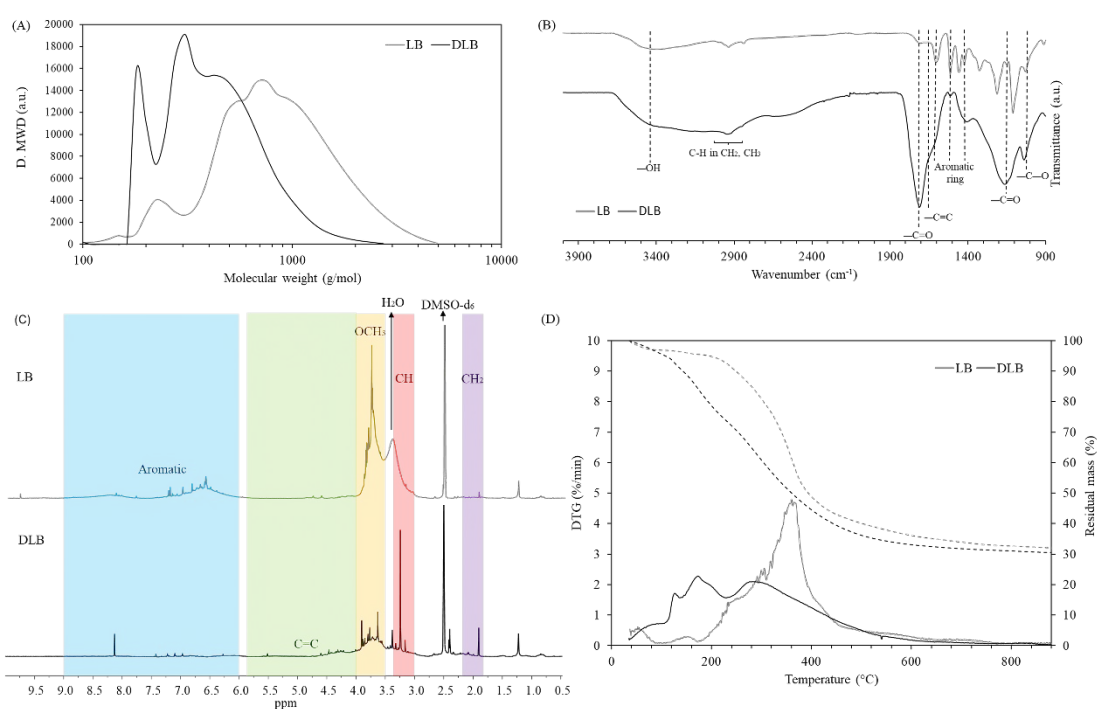 (A)
20000
18000
16000
14000
12000
10000
8000
6000
4000
2000
0
D. MWD (a.u.)
LB DLB
100 1000 10000
Molecular weight (g/mol)
(B)
Transmittance (a.u.)
C-H in CH2, CH3
—OH
Aromatic
ring
—C—O
—C=O
—C=C
—C=O
LB DLB
3900 3400 2900 2400 1900 1400 900
Wavenumber (cm-1)
(C)
H2O
DMSO-d6
OCH3
LB
CH
CH2
Aromatic
DLB
C=C
9.5 9.0 8.5 8.0 7.5 7.0 6.5 6.0 5.5 5.0 4.5 4.0 3.5 3.0 2.5 2.0 1.5 1.0 0.5
ppm
(D)
10
9
8
7
6
5
4
3
2
1
0
DTG (%/min)
LB DLB
100
90
80
70
60
50
40
30
20
10
0
Residual mass (%)
0 200 400 600 800
Temperature (°C)